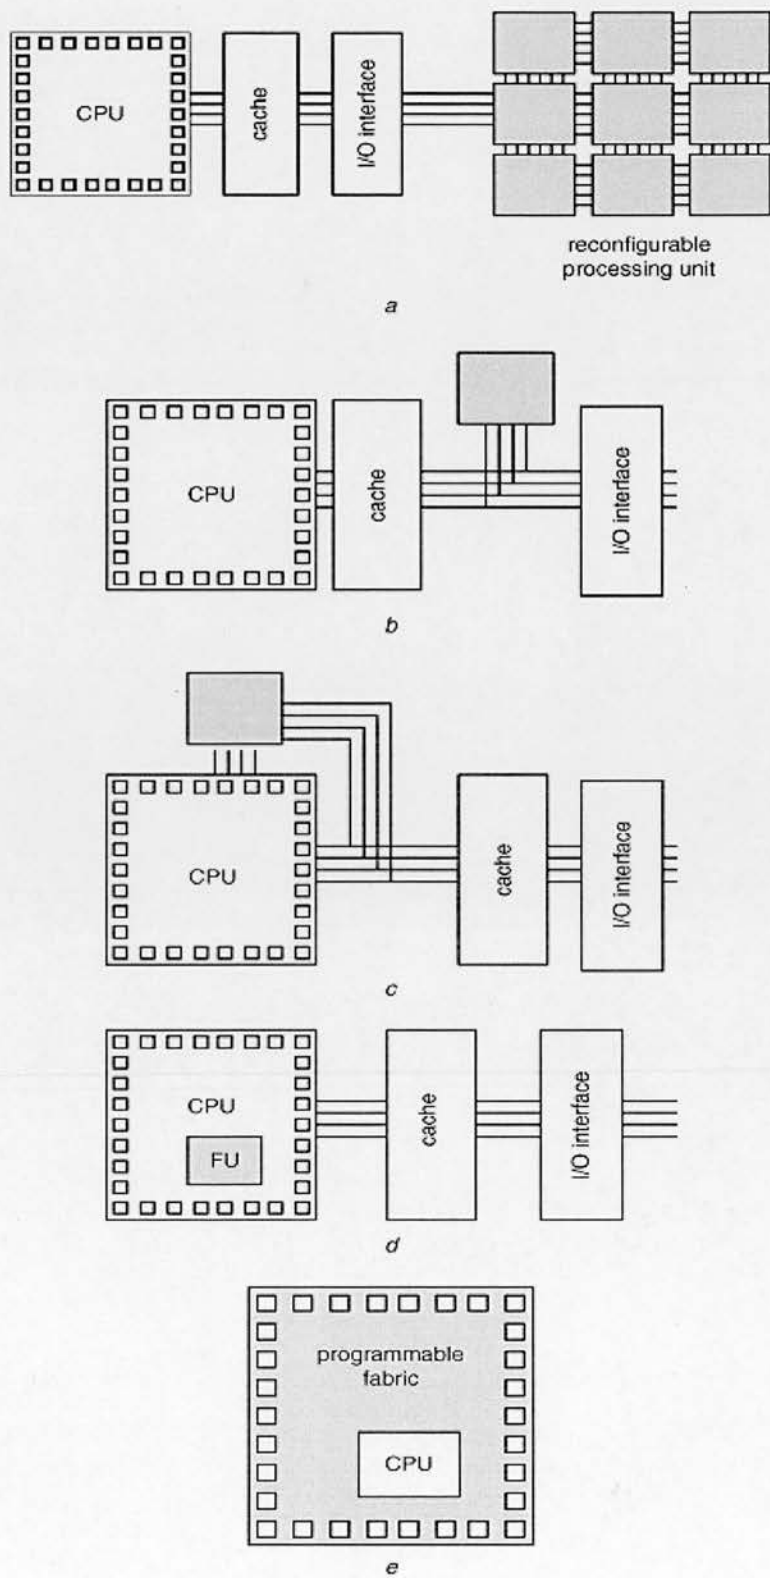 CPU
cache
I/O interface
reconfigurable
processing unit
a
CPU
cache
I/O interface
b
CPU
cache
I/O interface
c
CPU
FU
cache
I/O interface
d
programmable
fabric
CPU
e